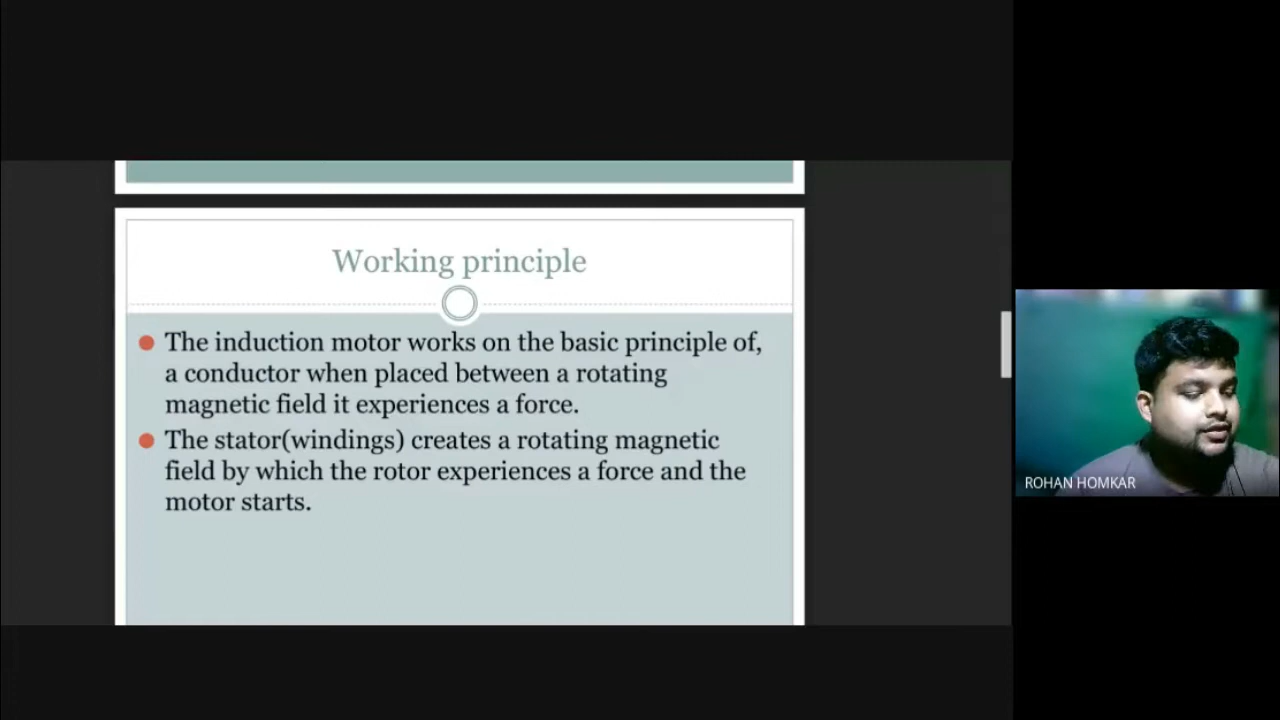 Working principle
The induction motor works on the basic principle of,
a conductor when placed between a rotating
magnetic field it experiences a force.
The stator(windings) creates a rotating magnetic
field by which the rotor experiences a force and the
motor starts.
ROHAN HOMKAR